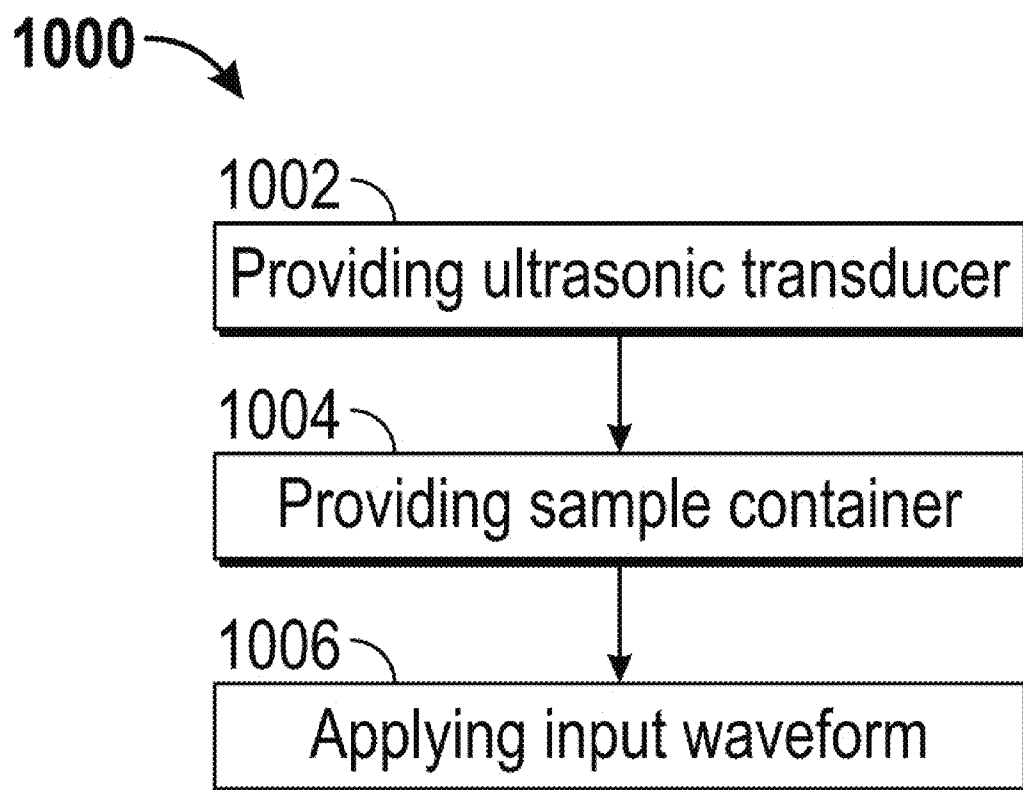 1000
1002
Providing ultrasonic transducer
1004
Providing sample container
1006
Applying input waveform